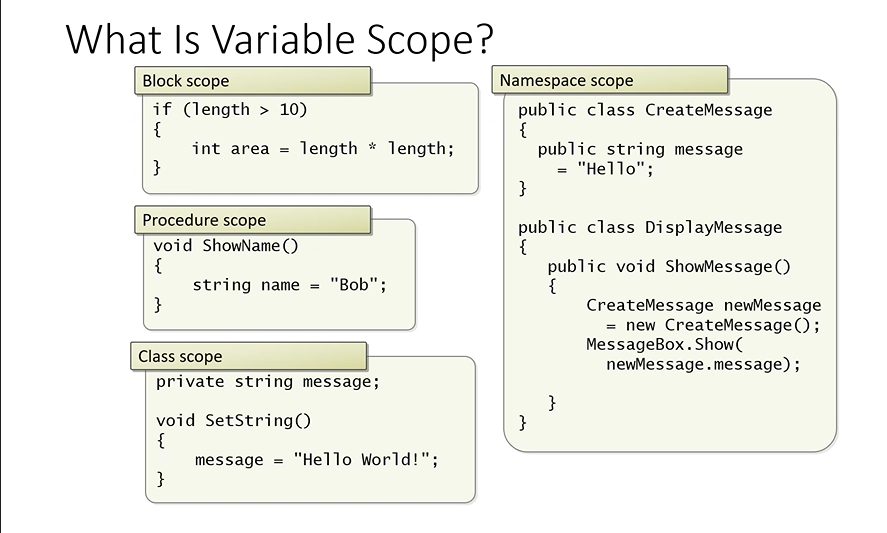 What Is Variable Scope?
Block scope
if (length > 10)
{
    int area = length * length;
}
Procedure scope
void ShowName()
{
    string name = "Bob";
}
Class scope
private string message;

void SetString()
{
    message = "Hello World!";
}
Namespace scope
public class CreateMessage
{
  public string message
    = "Hello";
}

public class DisplayMessage
{
   public void ShowMessage()
   {
       CreateMessage newMessage
         = new CreateMessage();
       MessageBox.Show(
         newMessage.message);

   }
}